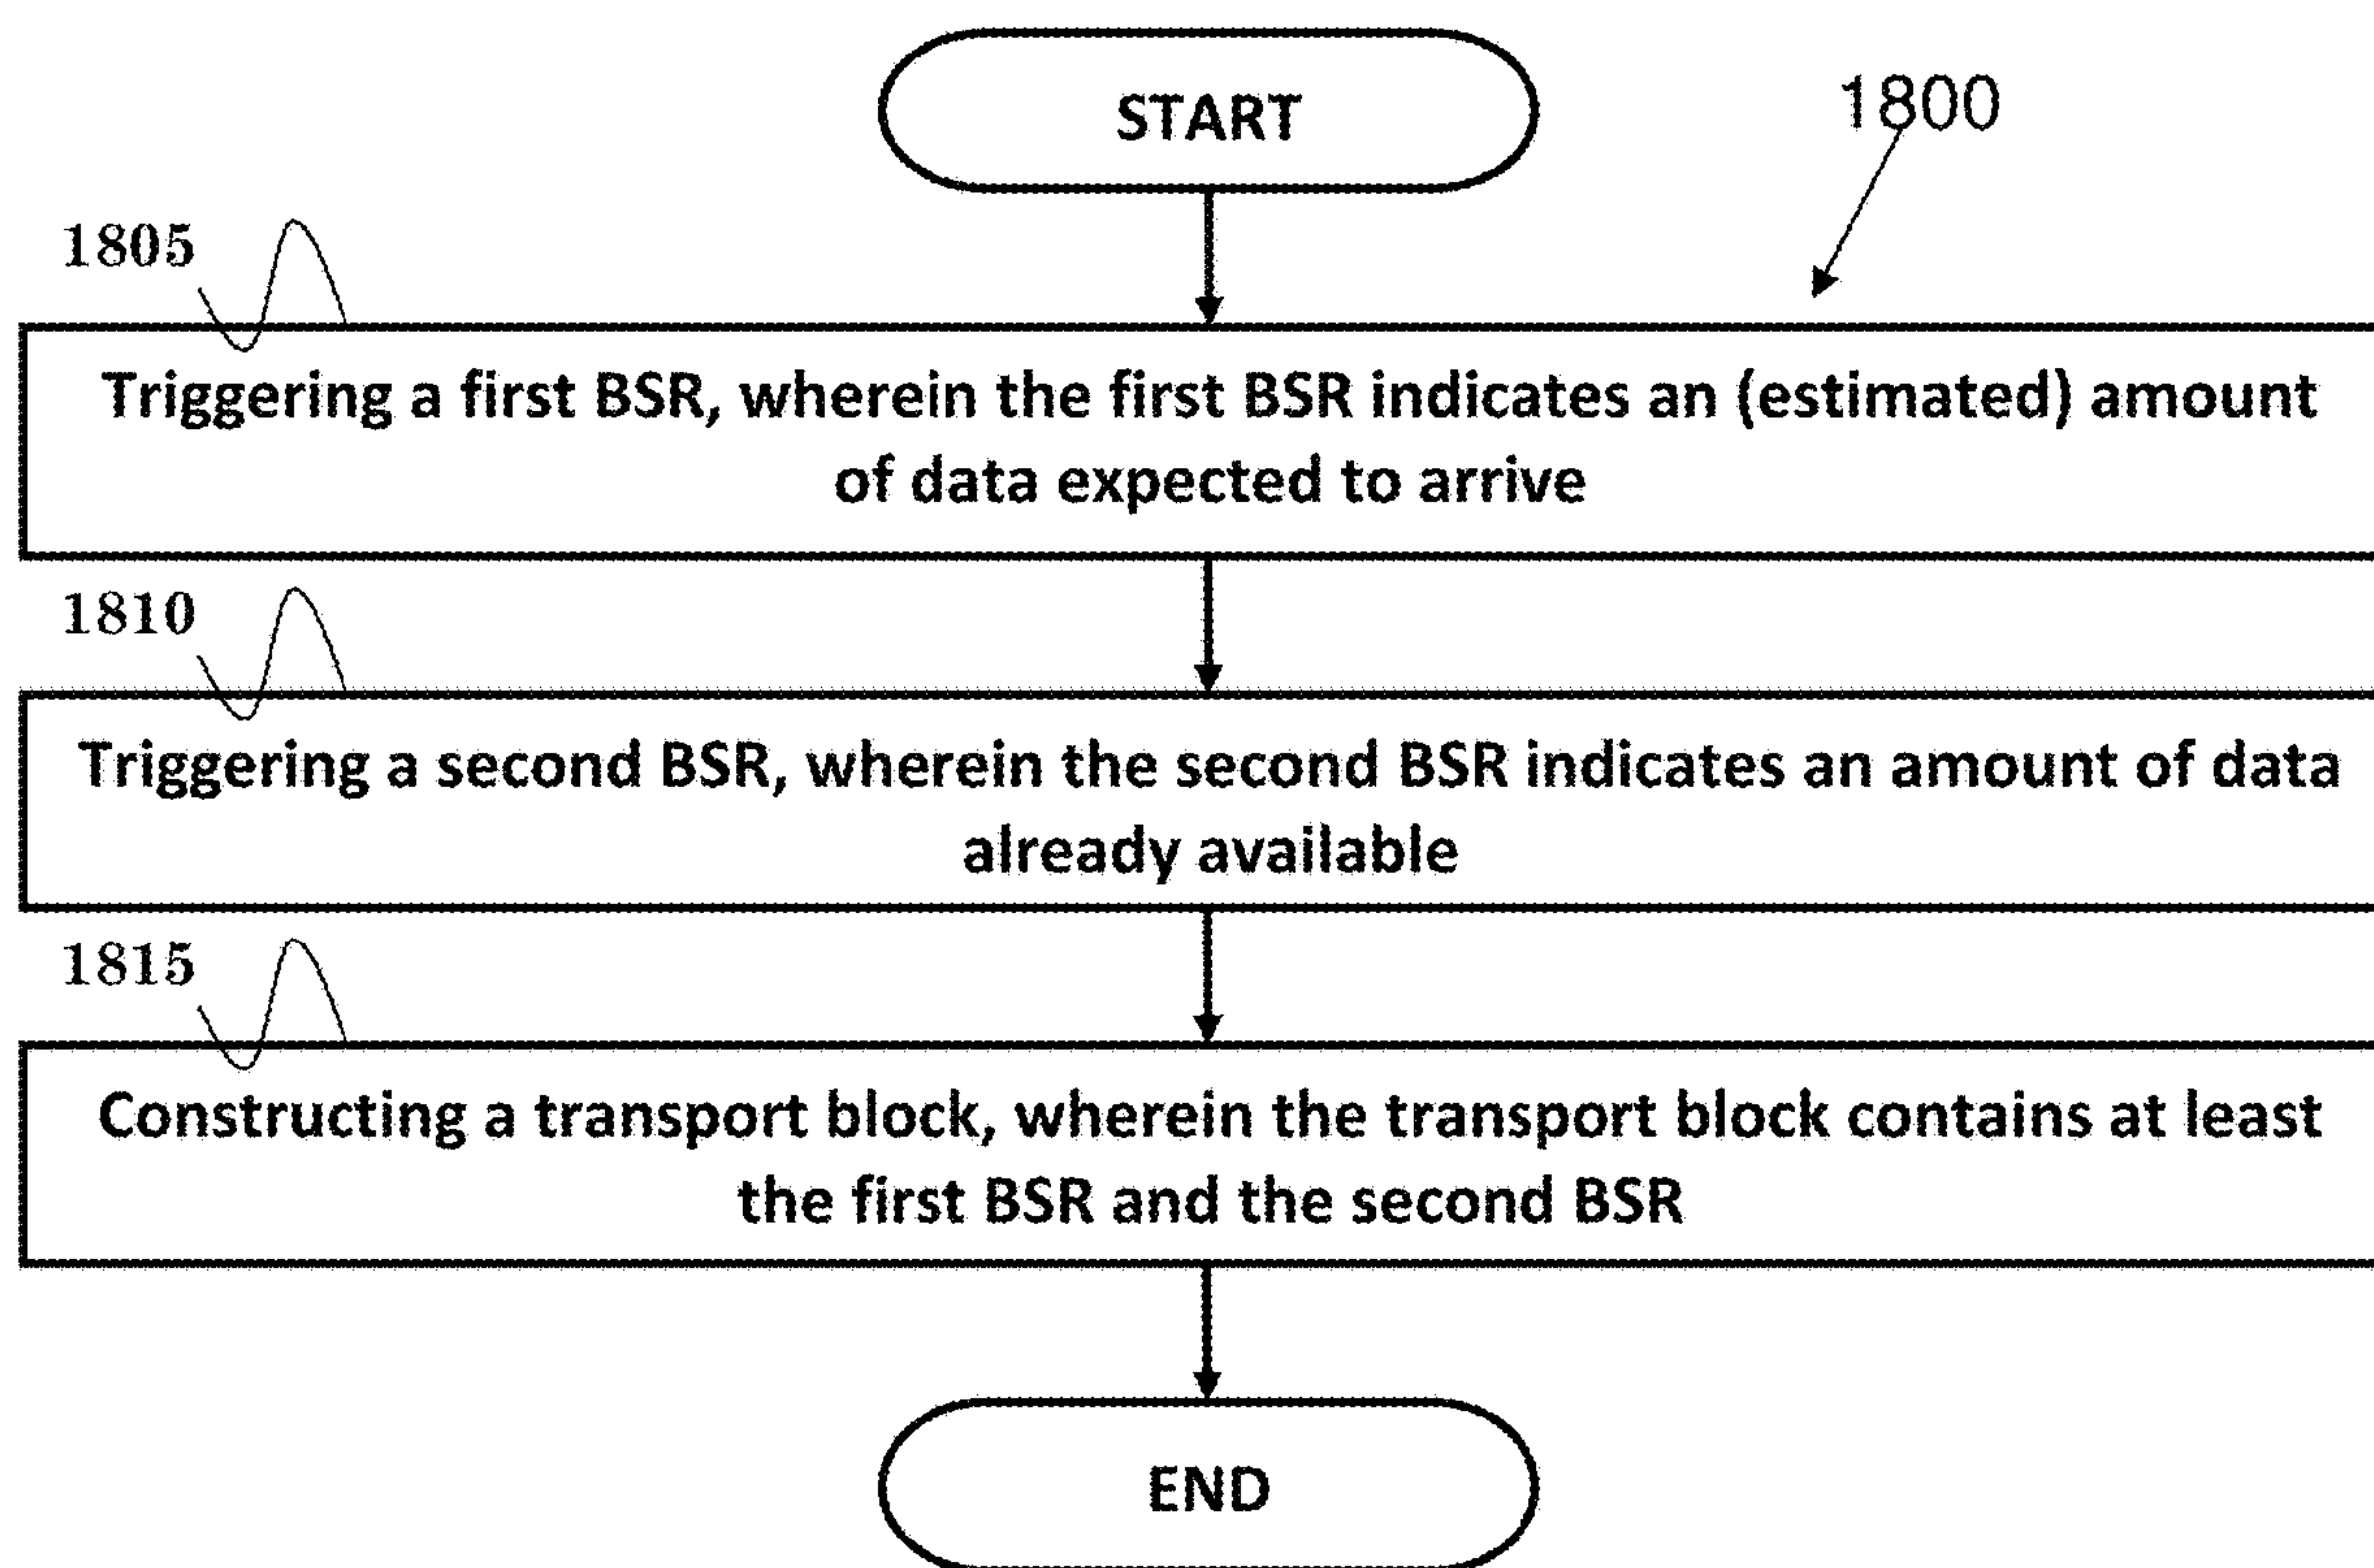 START
1800
1805
Triggering a first BSR, wherein the first BSR indicates an (estimated) amount
of data expected to arrive
1810
Triggering a second BSR, wherein the second BSR indicates an amount of data
already available
1815
Constructing a transport block, wherein the transport block contains at least
the first BSR and the second BSR
END